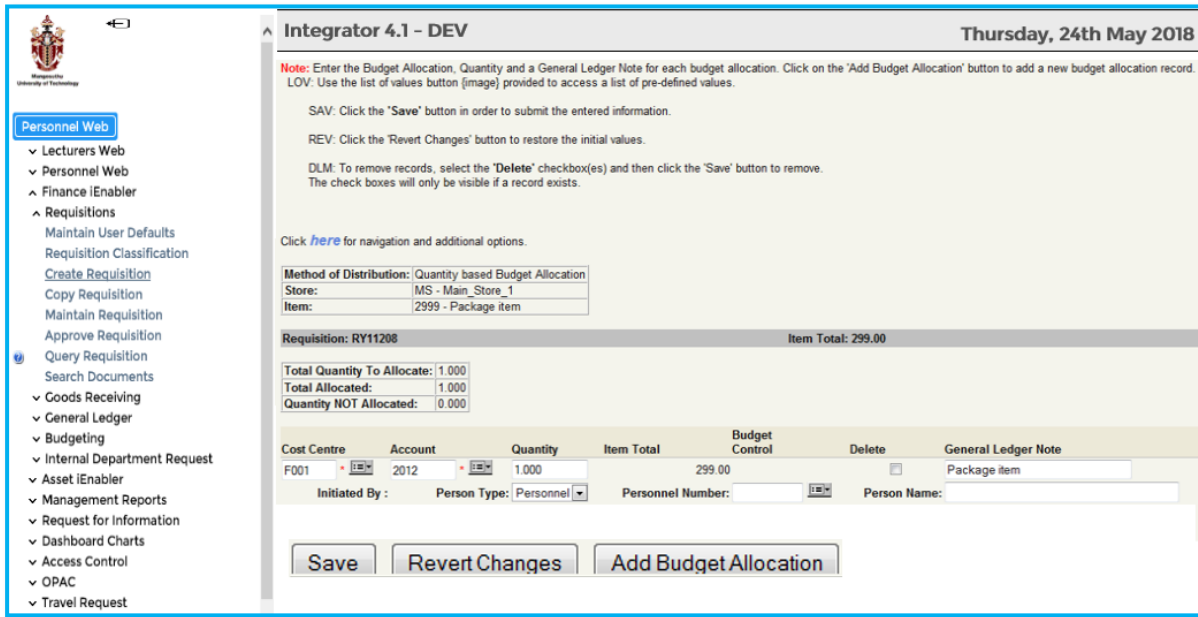 Mangosuthu
University of Technology
Personnel Web
Lecturers Web
Personnel Web
Finance iEnabler
Requisitions
Maintain User Defaults
Requisition Classification
Create Requisition
Copy Requisition
Maintain Requisition
Approve Requisition
Query Requisition
Search Documents
Goods Receiving
General Ledger
Budgeting
Internal Department Request
Asset iEnabler
Management Reports
Request for Information
Dashboard Charts
Access Control
OPAC
Travel Request
Integrator 4.1 - DEV Thursday, 24th May 2018
Note: Enter the Budget Allocation, Quantity and a General Ledger Note for each budget allocation. Click on the 'Add Budget Allocation' button to add a new budget allocation record.
LOV: Use the list of values button {image} provided to access a list of pre-defined values.
SAV: Click the "Save" button in order to submit the entered information.
REV: Click the 'Revert Changes' button to restore the initial values.
DLM: To remove records, select the 'Delete' checkbox(es) and then click the 'Save' button to remove.
The check boxes will only be visible if a record exists.
Click here for navigation and additional options.
Method of Distribution: Quantity based Budget Allocation
Store: MS - Main_Store_1
Item: 2999 - Package item
Requisition: RY11208 Item Total: 299.00
Total Quantity To Allocate: 1.000
Total Allocated: 1.000
Quantity NOT Allocated: 0.000
Cost Centre Account Quantity Item Total Budget Control Delete General Ledger Note
F001 * 2012 * 1.000 299.00 Package item
Initiated By : Person Type: Personnel Personnel Number: Person Name:
Save Revert Changes Add Budget Allocation